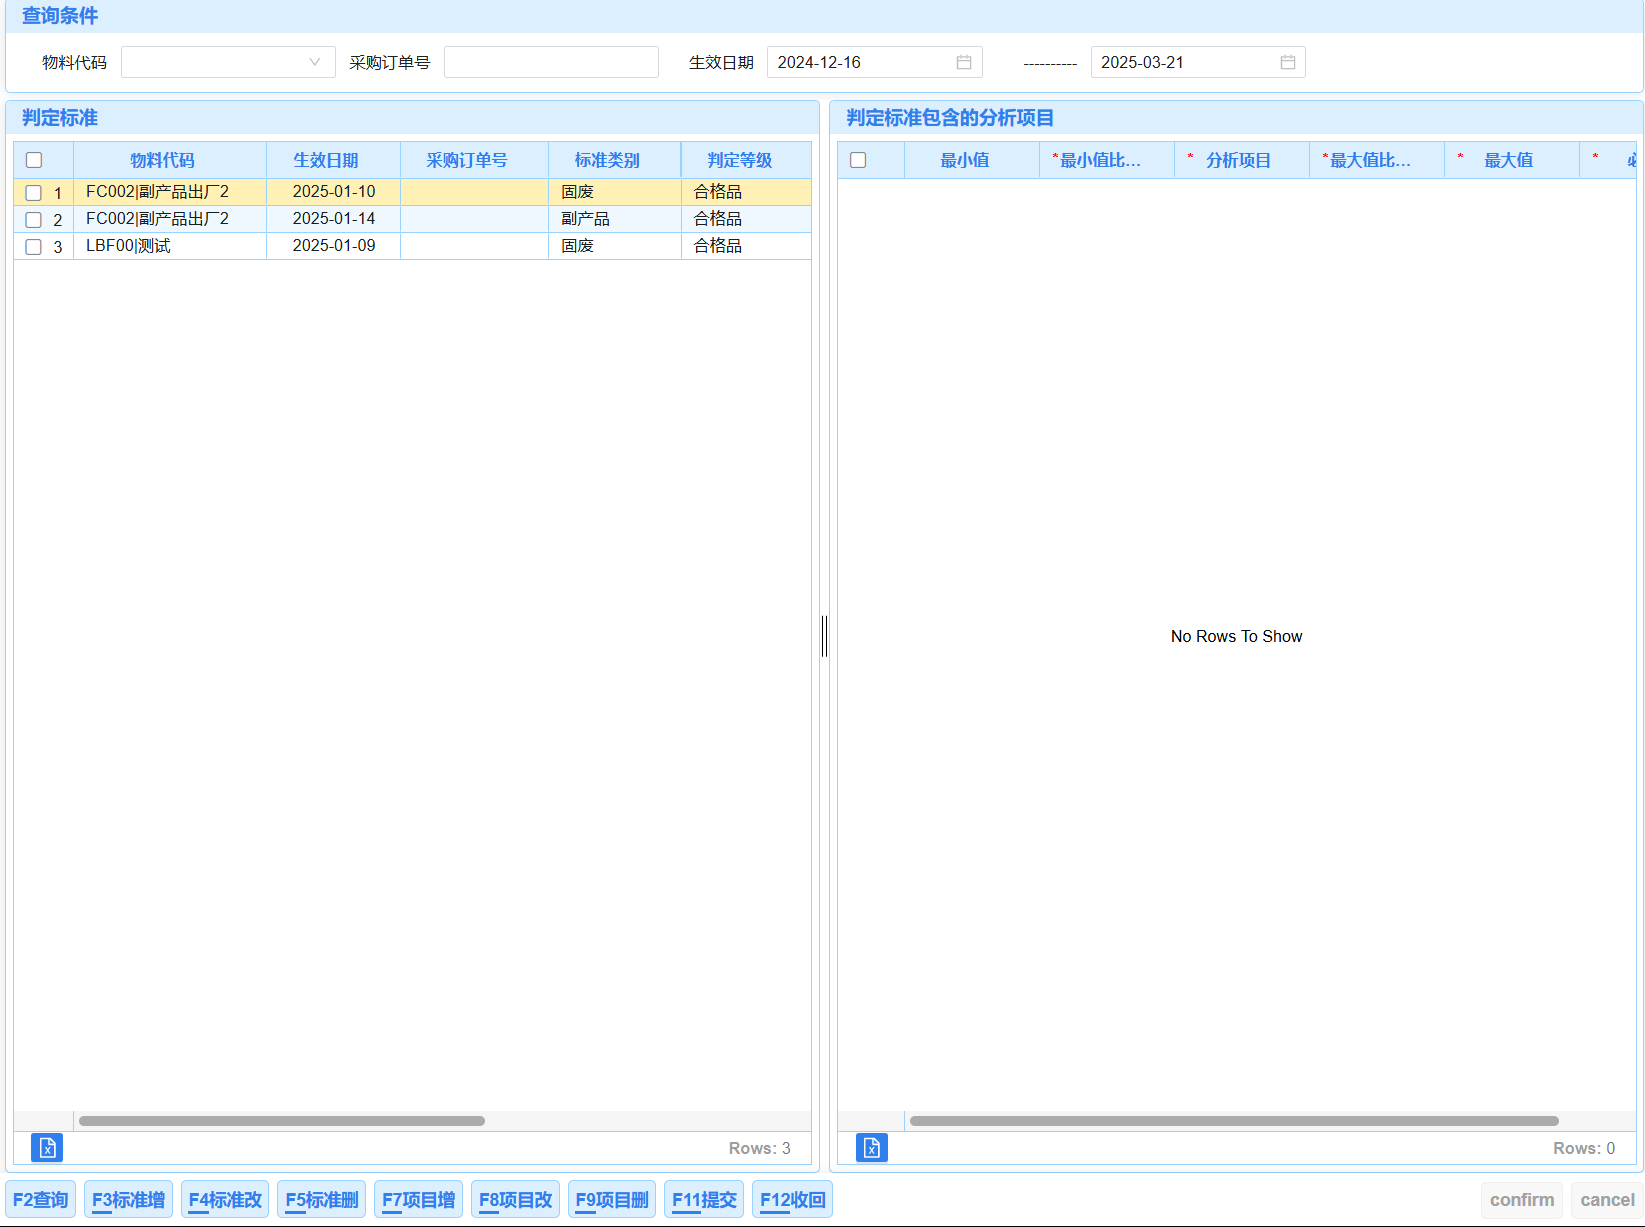 查询条件
物料代码 采购订单号 生效日期 2024-12-16 ---------- 2025-03-21
判定标准
物料代码 生效日期 采购订单号 标准类别 判定等级
1 FC002|副产品出厂2 2025-01-10 固废 合格品
2 FC002|副产品出厂2 2025-01-14 副产品 合格品
3 LBF00|测试 2025-01-09 固废 合格品
Rows: 3
判定标准包含的分析项目
最小值 *最小值比... * 分析项目 *最大值比... * 最大值 *
No Rows To Show
Rows: 0
F2查询 F3标准增 F4标准改 F5标准删 F7项目增 F8项目改 F9项目删 F11提交 F12收回 confirm cancel